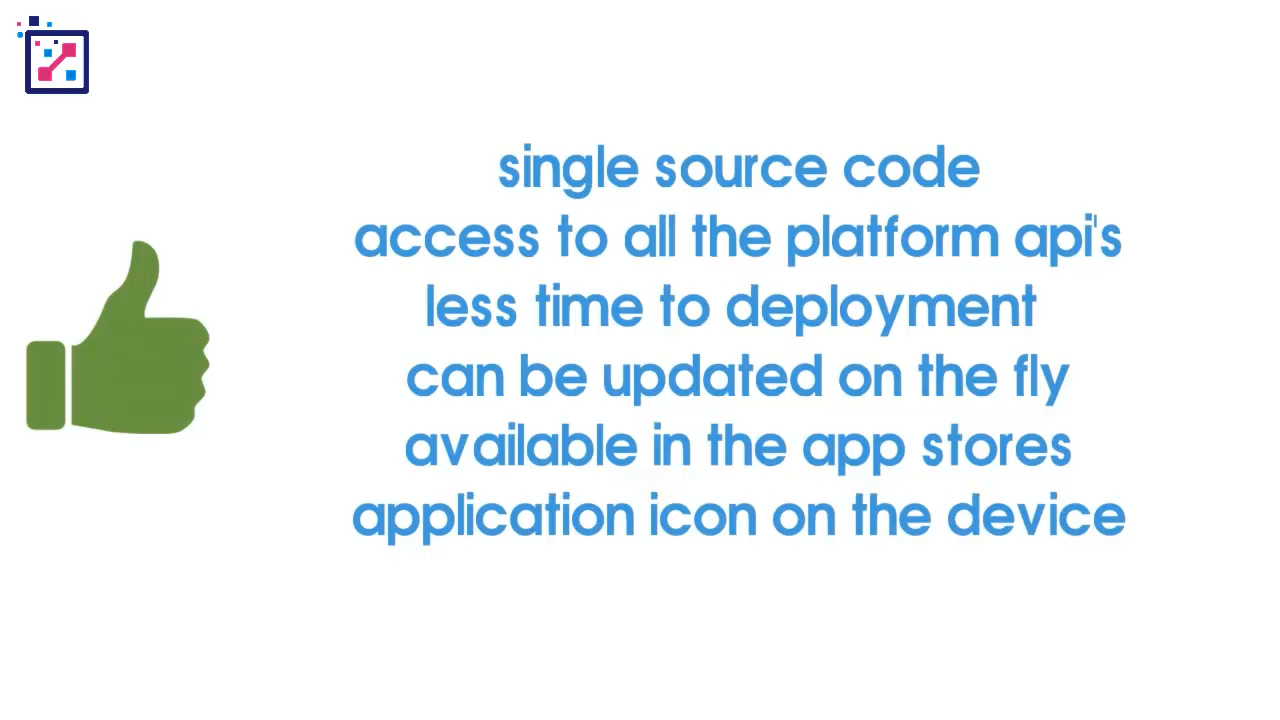 single source code
access to all the platform api's
less time to deployment
can be updated on the fly
available in the app stores
application icon on the device